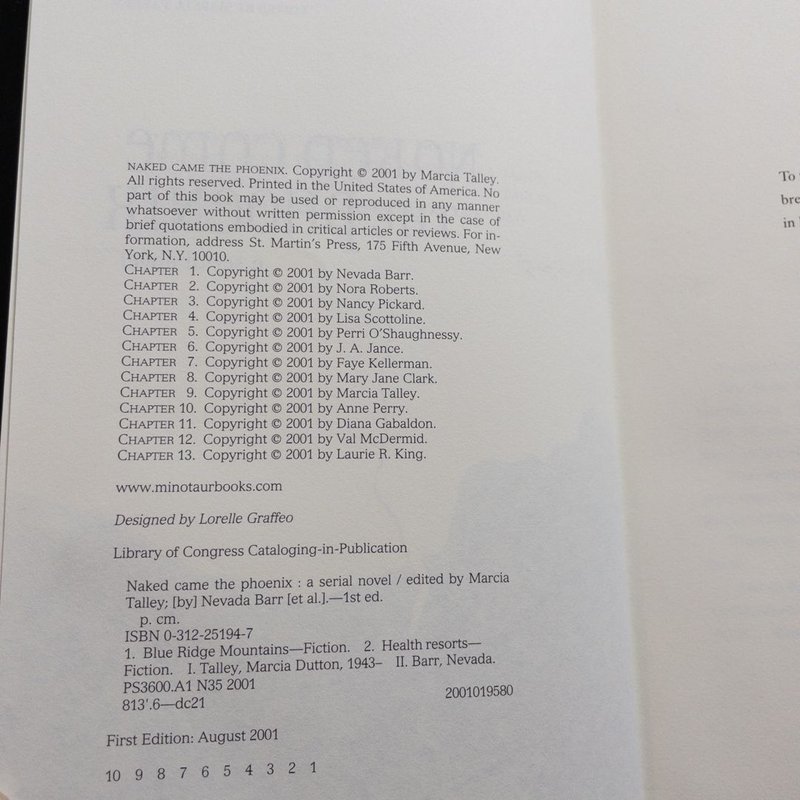 NAKED CAME THE PHOENIX. Copyright © 2001 by Marcia Talley.
All rights reserved. Printed in the United States of America. No
part of this book may be used or reproduced in any manner
whatsoever without written permission except in the case of
brief quotations embodied in critical articles or reviews. For in-
formation, address St. Martin's Press, 175 Fifth Avenue, New
York, N.Y. 10010.
CHAPTER 1. Copyright © 2001 by Nevada Barr.
CHAPTER 2. Copyright © 2001 by Nora Roberts.
CHAPTER 3. Copyright © 2001 by Nancy Pickard.
CHAPTER 4. Copyright © 2001 by Lisa Scottoline.
CHAPTER 5. Copyright © 2001 by Perri O'Shaughnessy.
CHAPTER 6. Copyright © 2001 by J. A. Jance.
CHAPTER 7. Copyright © 2001 by Faye Kellerman.
CHAPTER 8. Copyright © 2001 by Mary Jane Clark.
CHAPTER 9. Copyright © 2001 by Marcia Talley.
CHAPTER 10. Copyright © 2001 by Anne Perry.
CHAPTER 11. Copyright © 2001 by Diana Gabaldon.
CHAPTER 12. Copyright © 2001 by Val McDermid.
CHAPTER 13. Copyright © 2001 by Laurie R. King.
www.minotaurbooks.com
Designed by Lorelle Graffeo
Library of Congress Cataloging-in-Publication
Naked came the phoenix : a serial novel / edited by Marcia
Talley; [by] Nevada Barr [et al.].—1st ed.
p. cm.
ISBN 0-312-25194-7
1. Blue Ridge Mountains—Fiction. 2. Health resorts—
Fiction. I. Talley, Marcia Dutton, 1943– II. Barr, Nevada.
PS3600.A1 N35 2001
813'.6—dc21 2001019580
First Edition: August 2001
10 9 8 7 6 5 4 3 2 1
To
bre
in